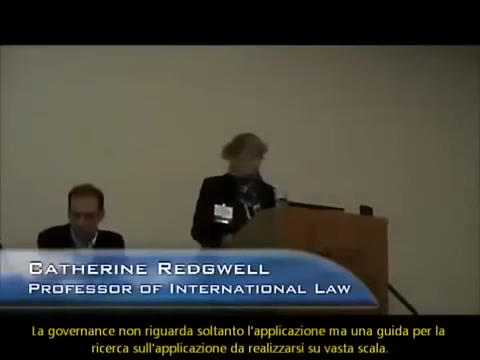 Catherine Redgwell
Professor of International Law
La governance non riguarda soltanto l'applicazione ma una guida per la
ricerca sull'applicazione da realizzarsi su vasta scala.